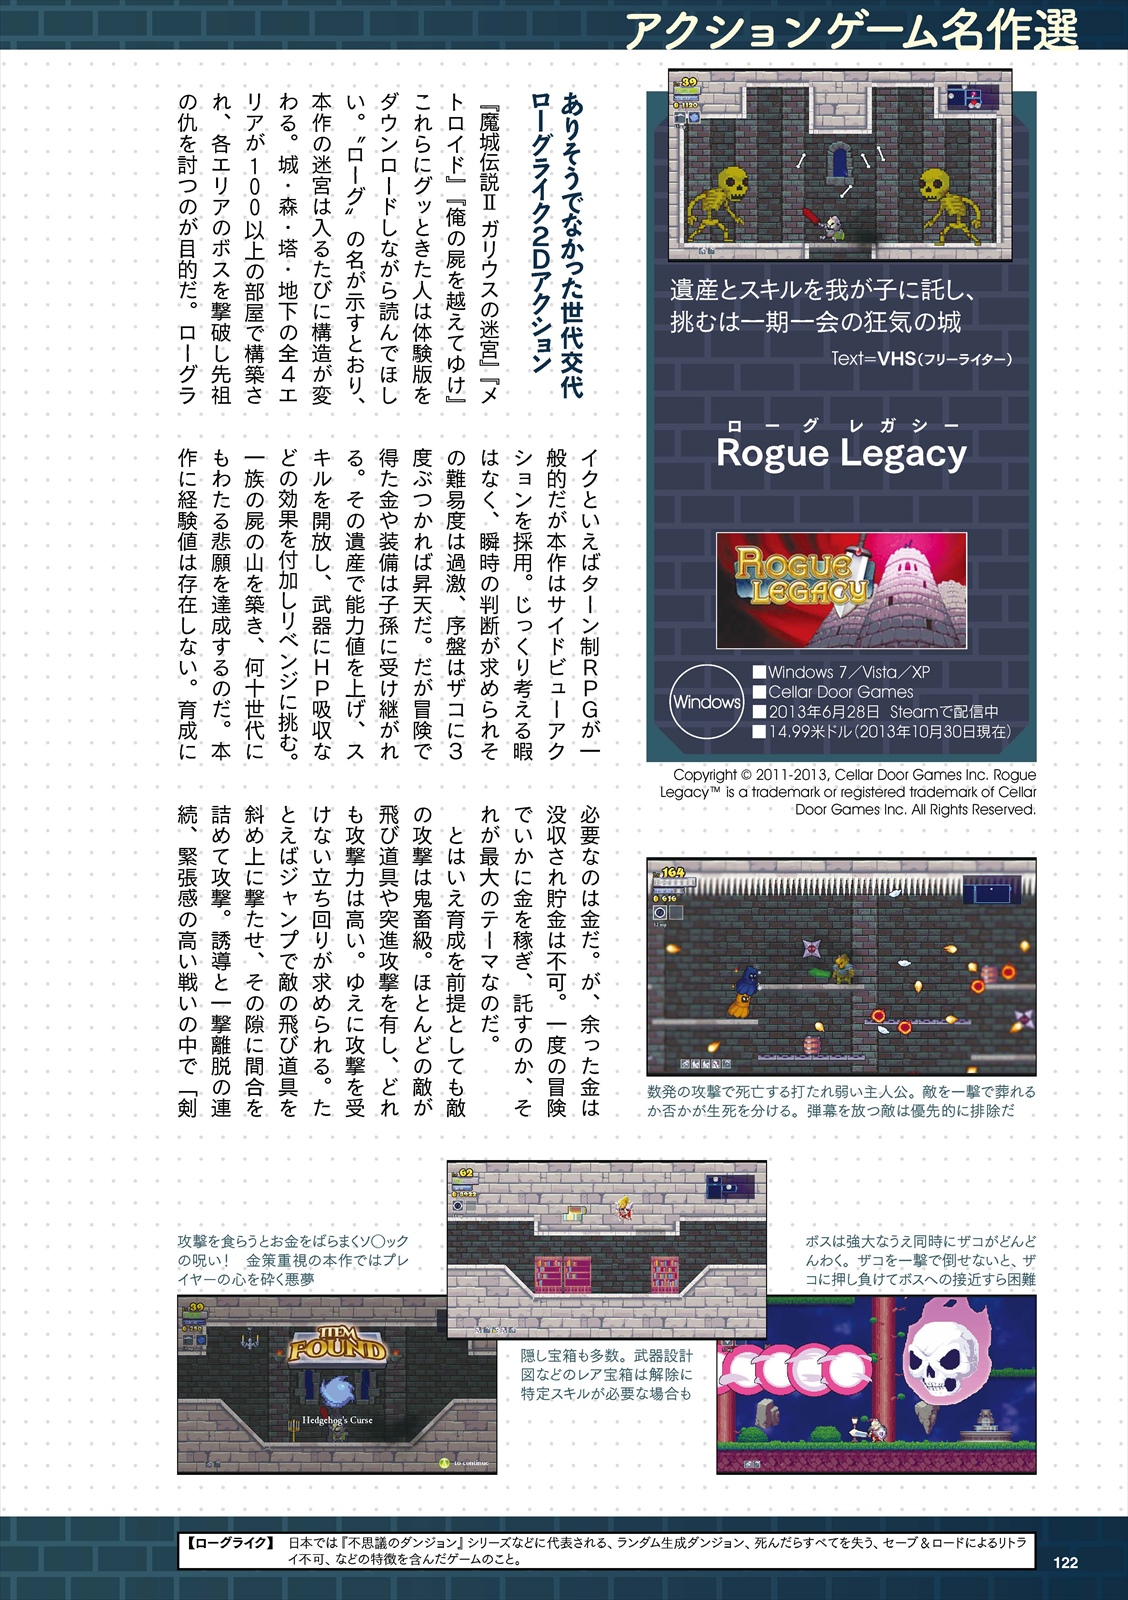 アクションゲーム名作選
遺産とスキルを我が子に託し、
挑むは一期一会の狂気の城
Text=VHS（フリーライター）
ローグ レガシー
Rogue Legacy
ROGUE
LEGACY
Windows
■Windows 7／Vista／XP
■Cellar Door Games
■2013年6月28日 Steamで配信中
■14.99米ドル（2013年10月30日現在）
Copyright © 2011-2013, Cellar Door Games Inc. Rogue
Legacy™ is a trademark or registered trademark of Cellar
Door Games Inc. All Rights Reserved.
ありそうでなかった世代交代
ローグライク2Dアクション
『魔城伝説Ⅱ ガリウスの迷宮』『メ
トロイド』『俺の屍を越えてゆけ』
これらにグッときた人は体験版を
ダウンロードしながら読んでほし
い。〝ローグ〟の名が示すとおり、
本作の迷宮は入るたびに構造が変
わる。城・森・塔・地下の全４エ
リアが１００以上の部屋で構築さ
れ、各エリアのボスを撃破し先祖
の仇を討つのが目的だ。ローグラ
イクといえばターン制ＲＰＧが一
般的だが本作はサイドビューアク
ションを採用。じっくり考える暇
はなく、瞬時の判断が求められそ
の難易度は過激、序盤はザコに３
度ぶつかれば昇天だ。だが冒険で
得た金や装備は子孫に受け継がれ
る。その遺産で能力値を上げ、ス
キルを開放し、武器にＨＰ吸収な
どの効果を付加しリベンジに挑む。
一族の屍の山を築き、何十世代に
もわたる悲願を達成するのだ。本
作に経験値は存在しない。育成に
必要なのは金だ。が、余った金は
没収され貯金は不可。一度の冒険
でいかに金を稼ぎ、託すのか、そ
れが最大のテーマなのだ。
　とはいえ育成を前提としても敵
の攻撃は鬼畜級。ほとんどの敵が
飛び道具や突進攻撃を有し、どれ
も攻撃力は高い。ゆえに攻撃を受
けない立ち回りが求められる。た
とえばジャンプで敵の飛び道具を
斜め上に撃たせ、その隙に間合を
詰めて攻撃。誘導と一撃離脱の連
続、緊張感の高い戦いの中で「剣
39
164
数発の攻撃で死亡する打たれ弱い主人公。敵を一撃で葬れる
か否かが生死を分ける。弾幕を放つ敵は優先的に排除だ
62
ボスは強大なうえ同時にザコがどんど
んわく。ザコを一撃で倒せないと、ザ
コに押し負けてボスへの接近すら困難
隠し宝箱も多数。武器設計
図などのレア宝箱は解除に
特定スキルが必要な場合も
攻撃を食らうとお金をばらまくソ〇ック
の呪い！　金策重視の本作ではプレ
イヤーの心を砕く悪夢
39
ITEM
FOUND
Hedgehog's Curse
to continue
【ローグライク】　日本では『不思議のダンジョン』シリーズなどに代表される、ランダム生成ダンジョン、死んだらすべてを失う、セーブ＆ロードによるリトラ
イ不可、などの特徴を含んだゲームのこと。
122